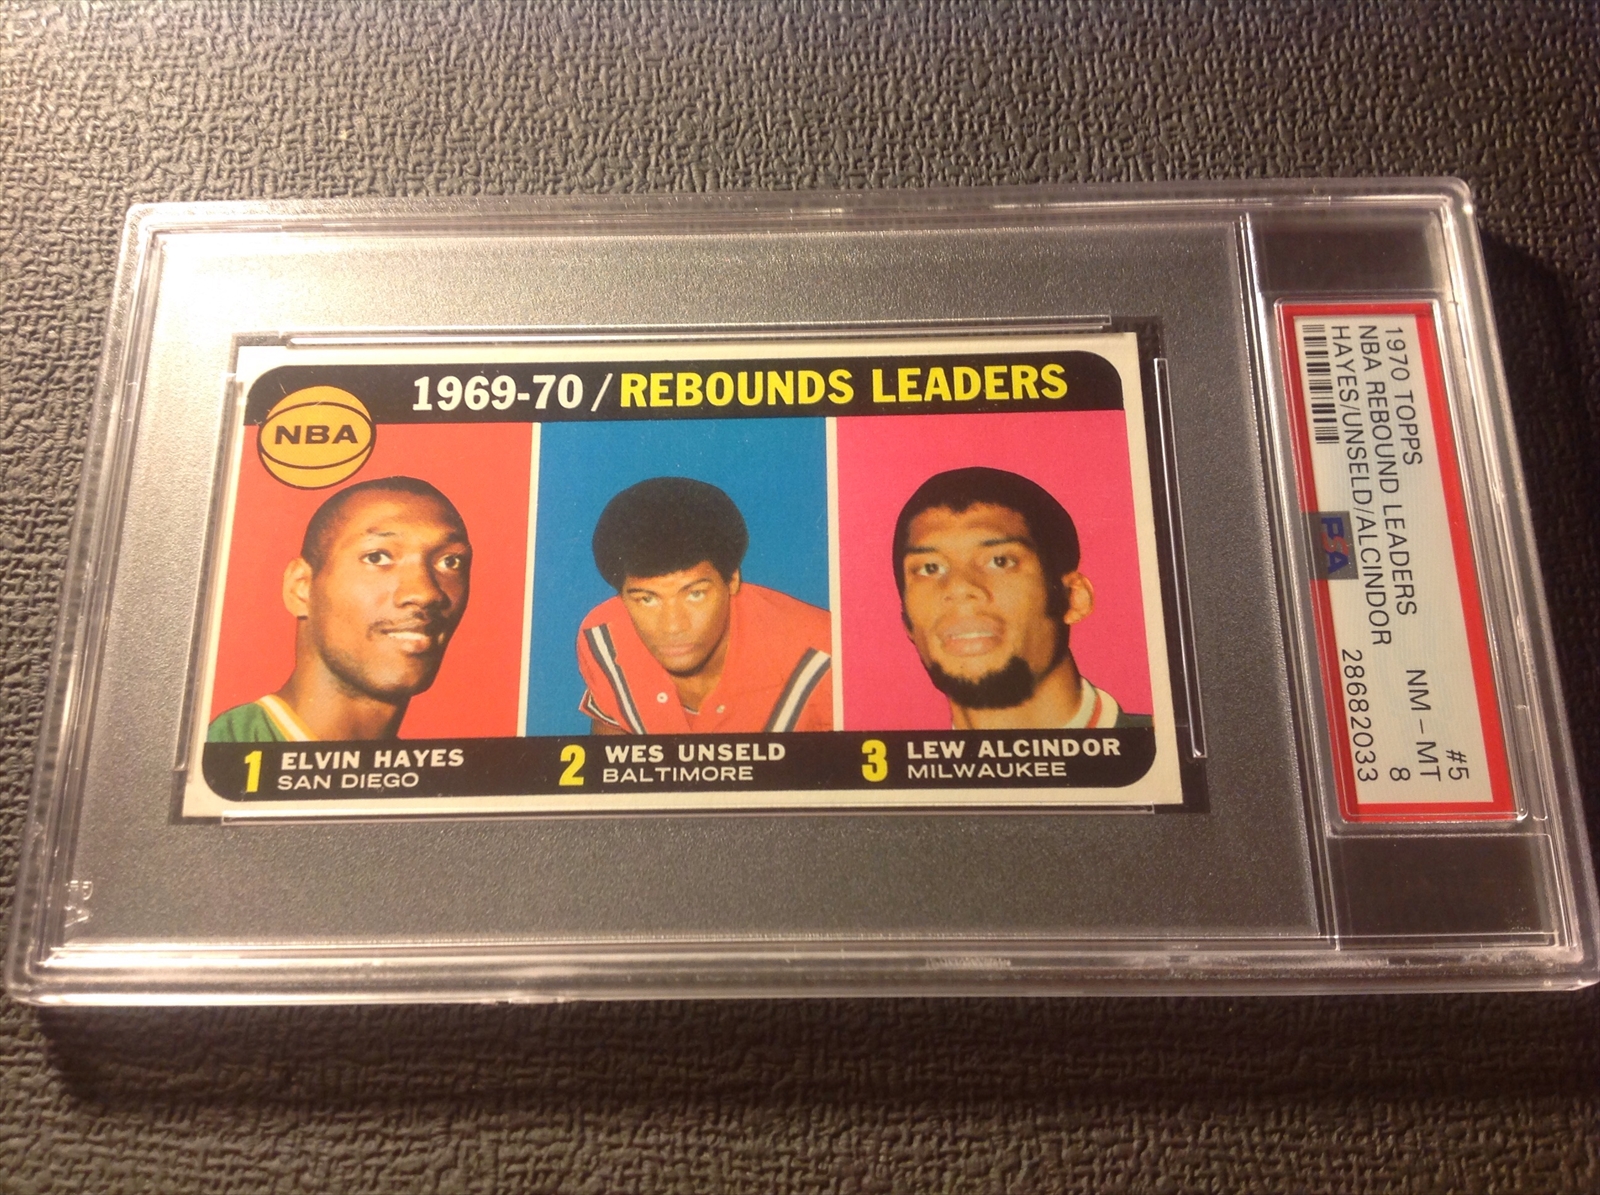 1969-70 / REBOUNDS LEADERS
NBA
1 ELVIN HAYES
SAN DIEGO
2 WES UNSELD
BALTIMORE
3 LEW ALCINDOR
MILWAUKEE
1970 TOPPS #5
NBA REBOUND LEADERS NM - MT
HAYES/UNSELD/ALCINDOR 8
28682033
PSA
PSA